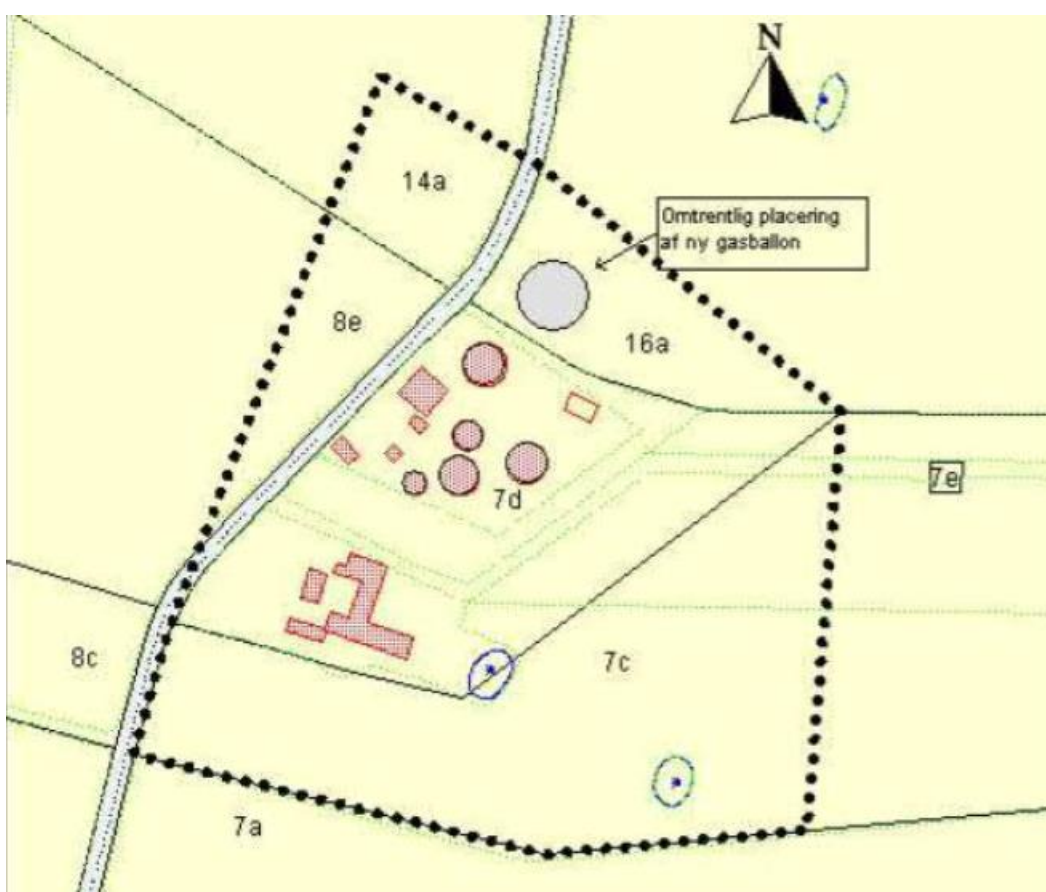 N
14a
Omtrentlig placering
af ny gasballon
8e
16a
7e
7d
8c
7c
7a